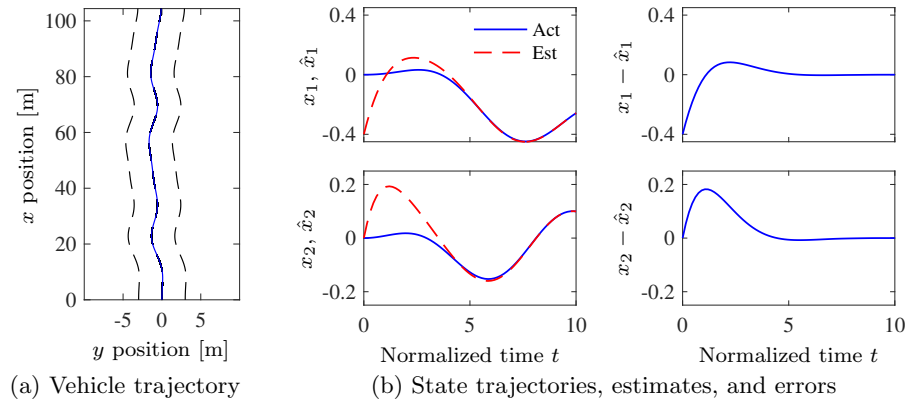 100
80
60
40
20
0
-5 0 5
x position [m]
y position [m]
(a) Vehicle trajectory
0.4
0
-0.4
x₁, x̂₁
Act
Est
0.4
0
-0.4
x₁ − x̂₁
0.2
0
-0.2
0 5 10
x₂, x̂₂
Normalized time t
0.2
0
-0.2
0 5 10
x₂ − x̂₂
Normalized time t
(b) State trajectories, estimates, and errors